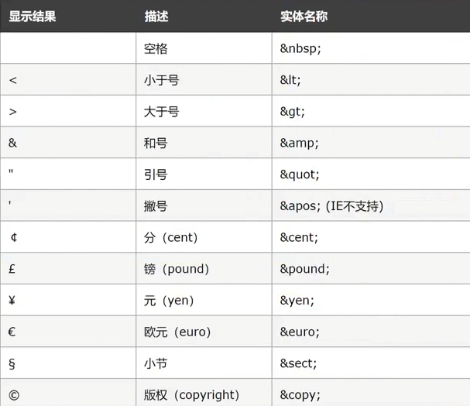 显示结果 描述 实体名称
空格 &nbsp;
< 小于号 &lt;
> 大于号 &gt;
& 和号 &amp;
" 引号 &quot;
' 撇号 &apos; (IE不支持)
¢ 分（cent） &cent;
£ 镑（pound） &pound;
¥ 元（yen） &yen;
€ 欧元（euro） &euro;
§ 小节 &sect;
© 版权（copyright） &copy;